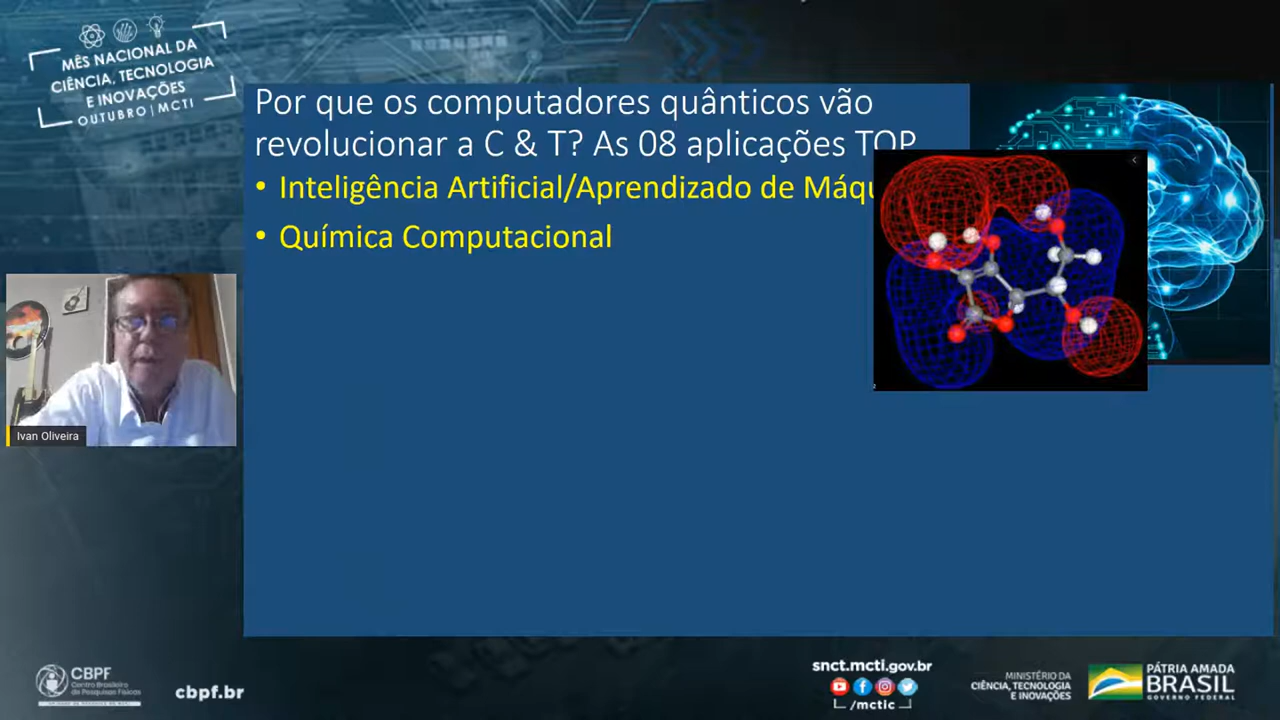 MÊS NACIONAL DA
CIÊNCIA, TECNOLOGIA
E INOVAÇÕES
OUTUBRO | MCTI
Por que os computadores quânticos vão
revolucionar a C & T? As 08 aplicações TOP
• Inteligência Artificial/Aprendizado de Máqu
• Química Computacional
Ivan Oliveira
CBPF
Centro Brasileiro
de Pesquisas Físicas
cbpf.br
snct.mcti.gov.br
/mctic
MINISTÉRIO DA
CIÊNCIA, TECNOLOGIA
E INOVAÇÕES
PÁTRIA AMADA
BRASIL
GOVERNO FEDERAL